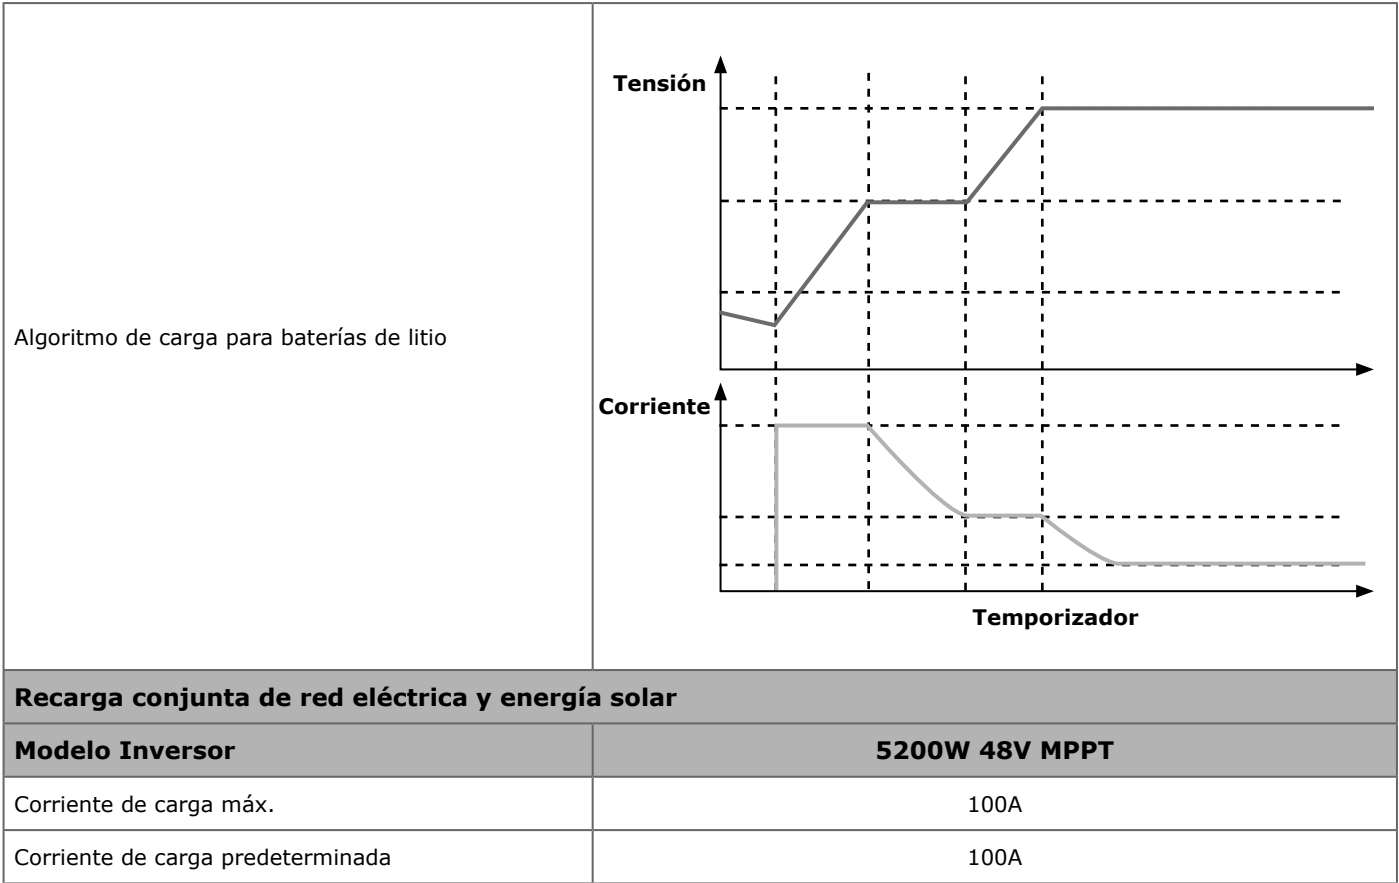 Algoritmo de carga para baterías de litio
Tensión
Corriente
Temporizador
Recarga conjunta de red eléctrica y energía solar
Modelo Inversor
5200W 48V MPPT
Corriente de carga máx.
100A
Corriente de carga predeterminada
100A